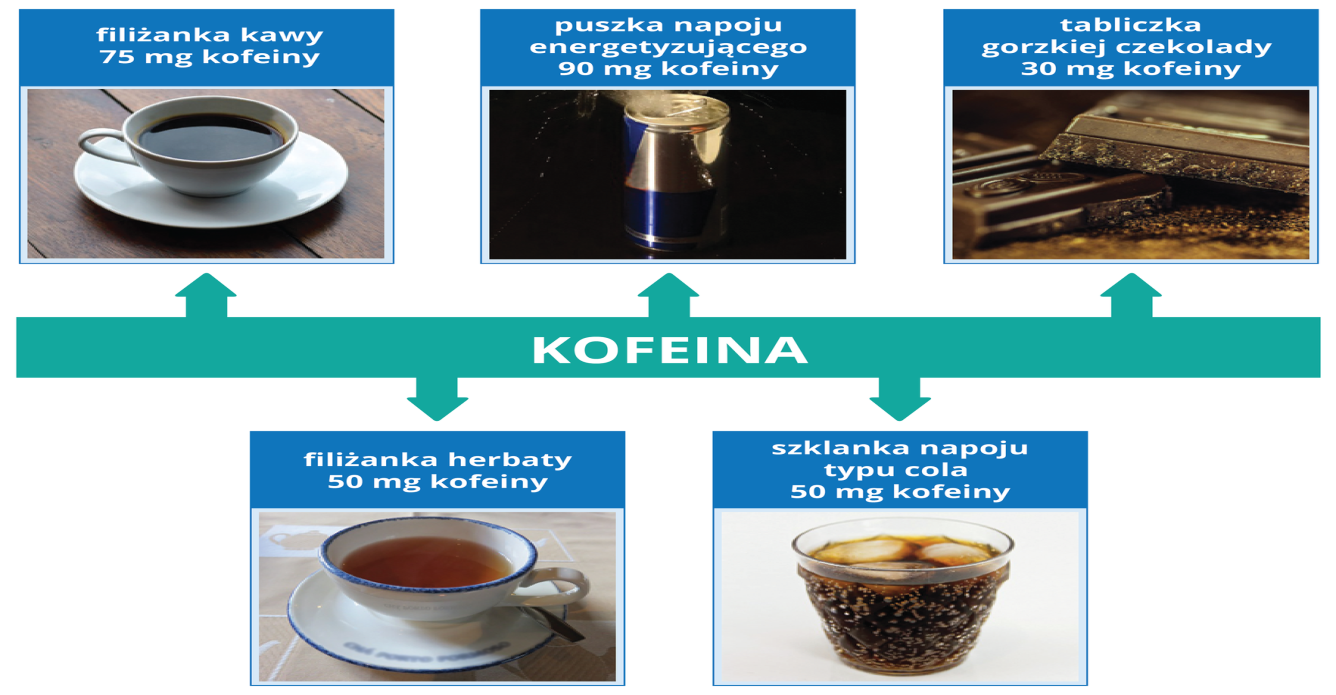 filiżanka kawy
75 mg kofeiny
puszka napoju
energetyzującego
90 mg kofeiny
tabliczka
gorzkiej czekolady
30 mg kofeiny
KOFEINA
filiżanka herbaty
50 mg kofeiny
szklanka napoju
typu cola
50 mg kofeiny